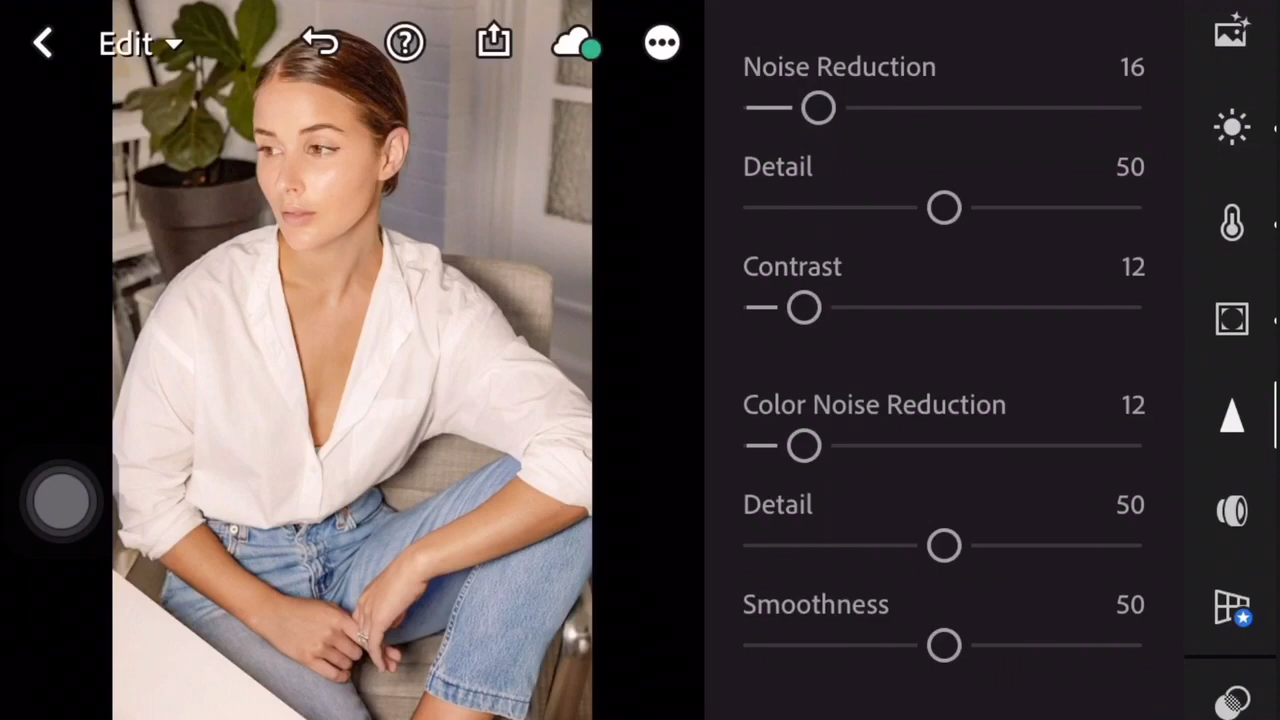 Edit
?
Noise Reduction 16
Detail 50
Contrast 12
Color Noise Reduction 12
Detail 50
Smoothness 50